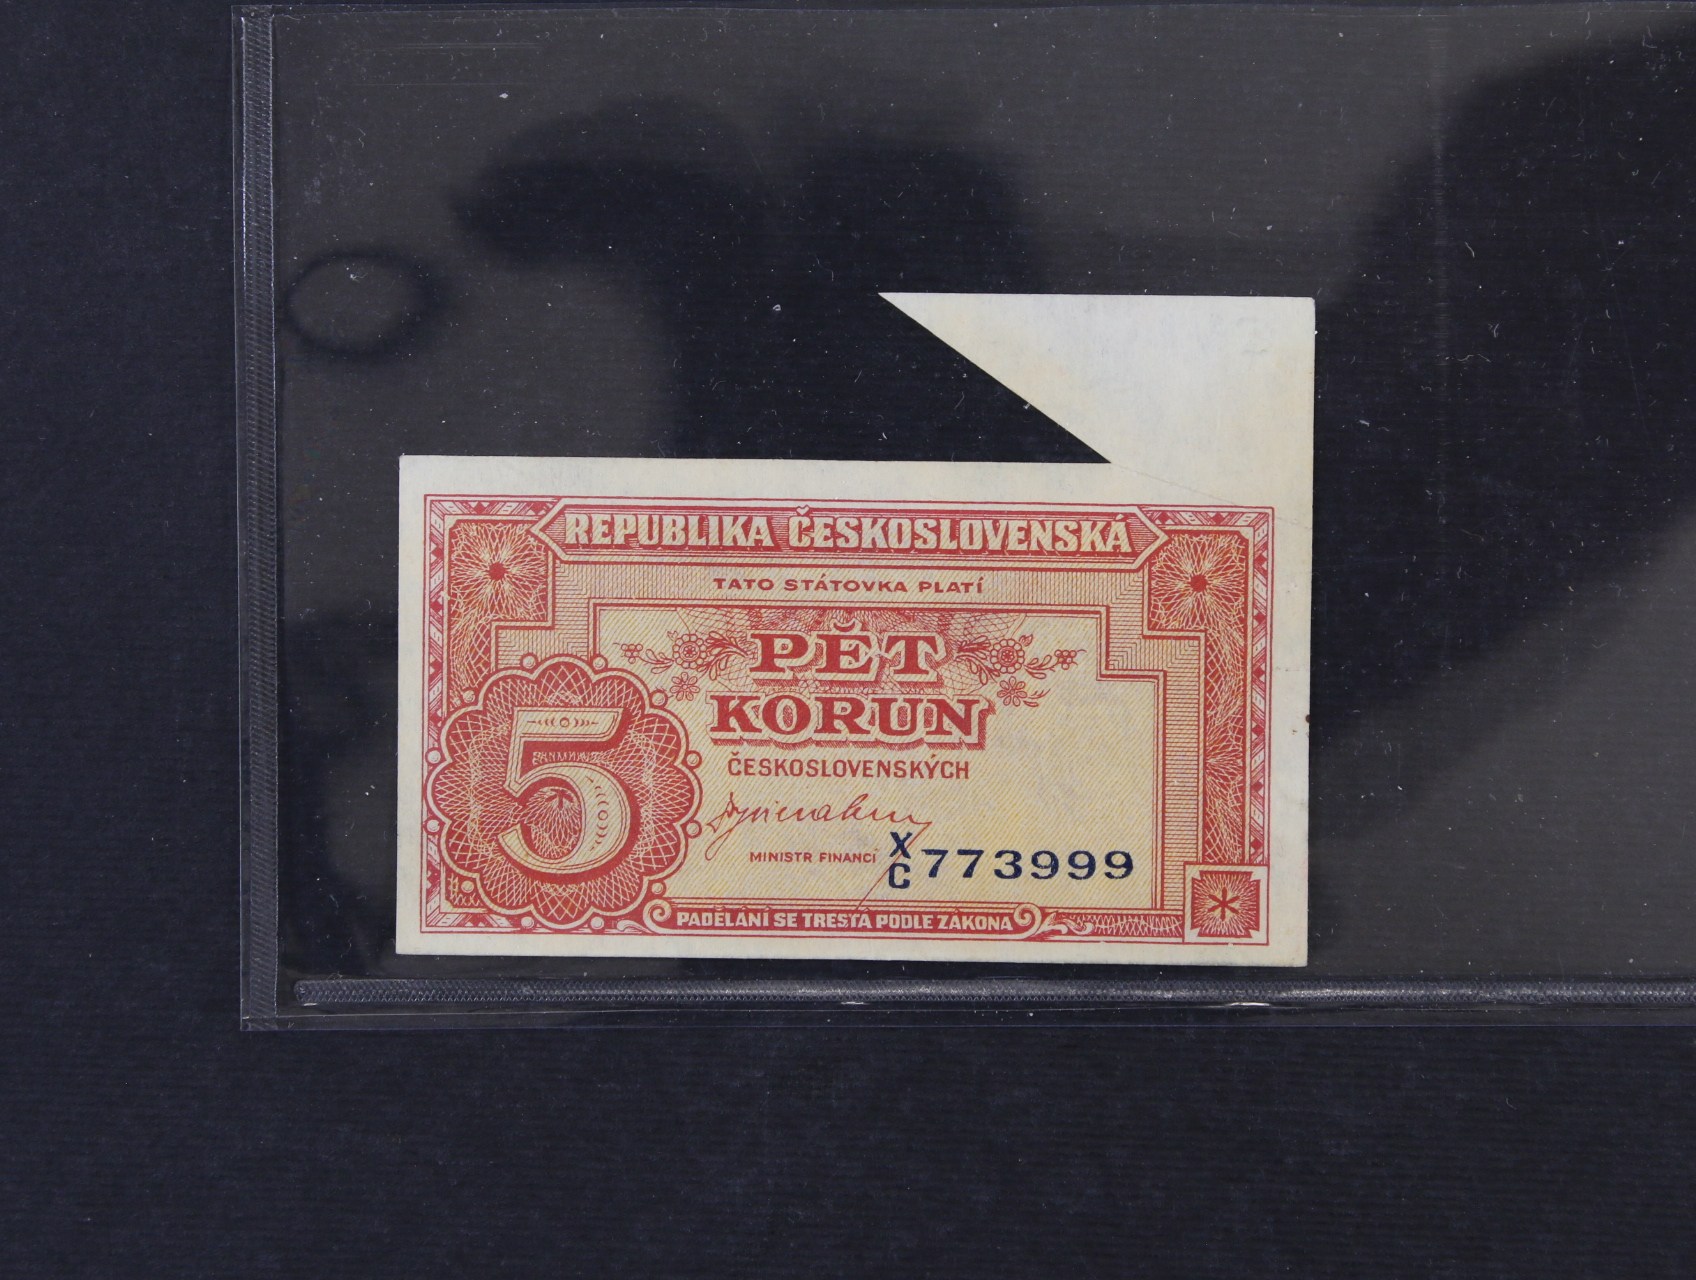 REPUBLIKA ČESKOSLOVENSKÁ
TATO STÁTOVKA PLATÍ
PĚT
KORUN
ČESKOSLOVENSKÝCH
5
MINISTR FINANCÍ
X/C 773999
PADĚLÁNÍ SE TRESTÁ PODLE ZÁKONA